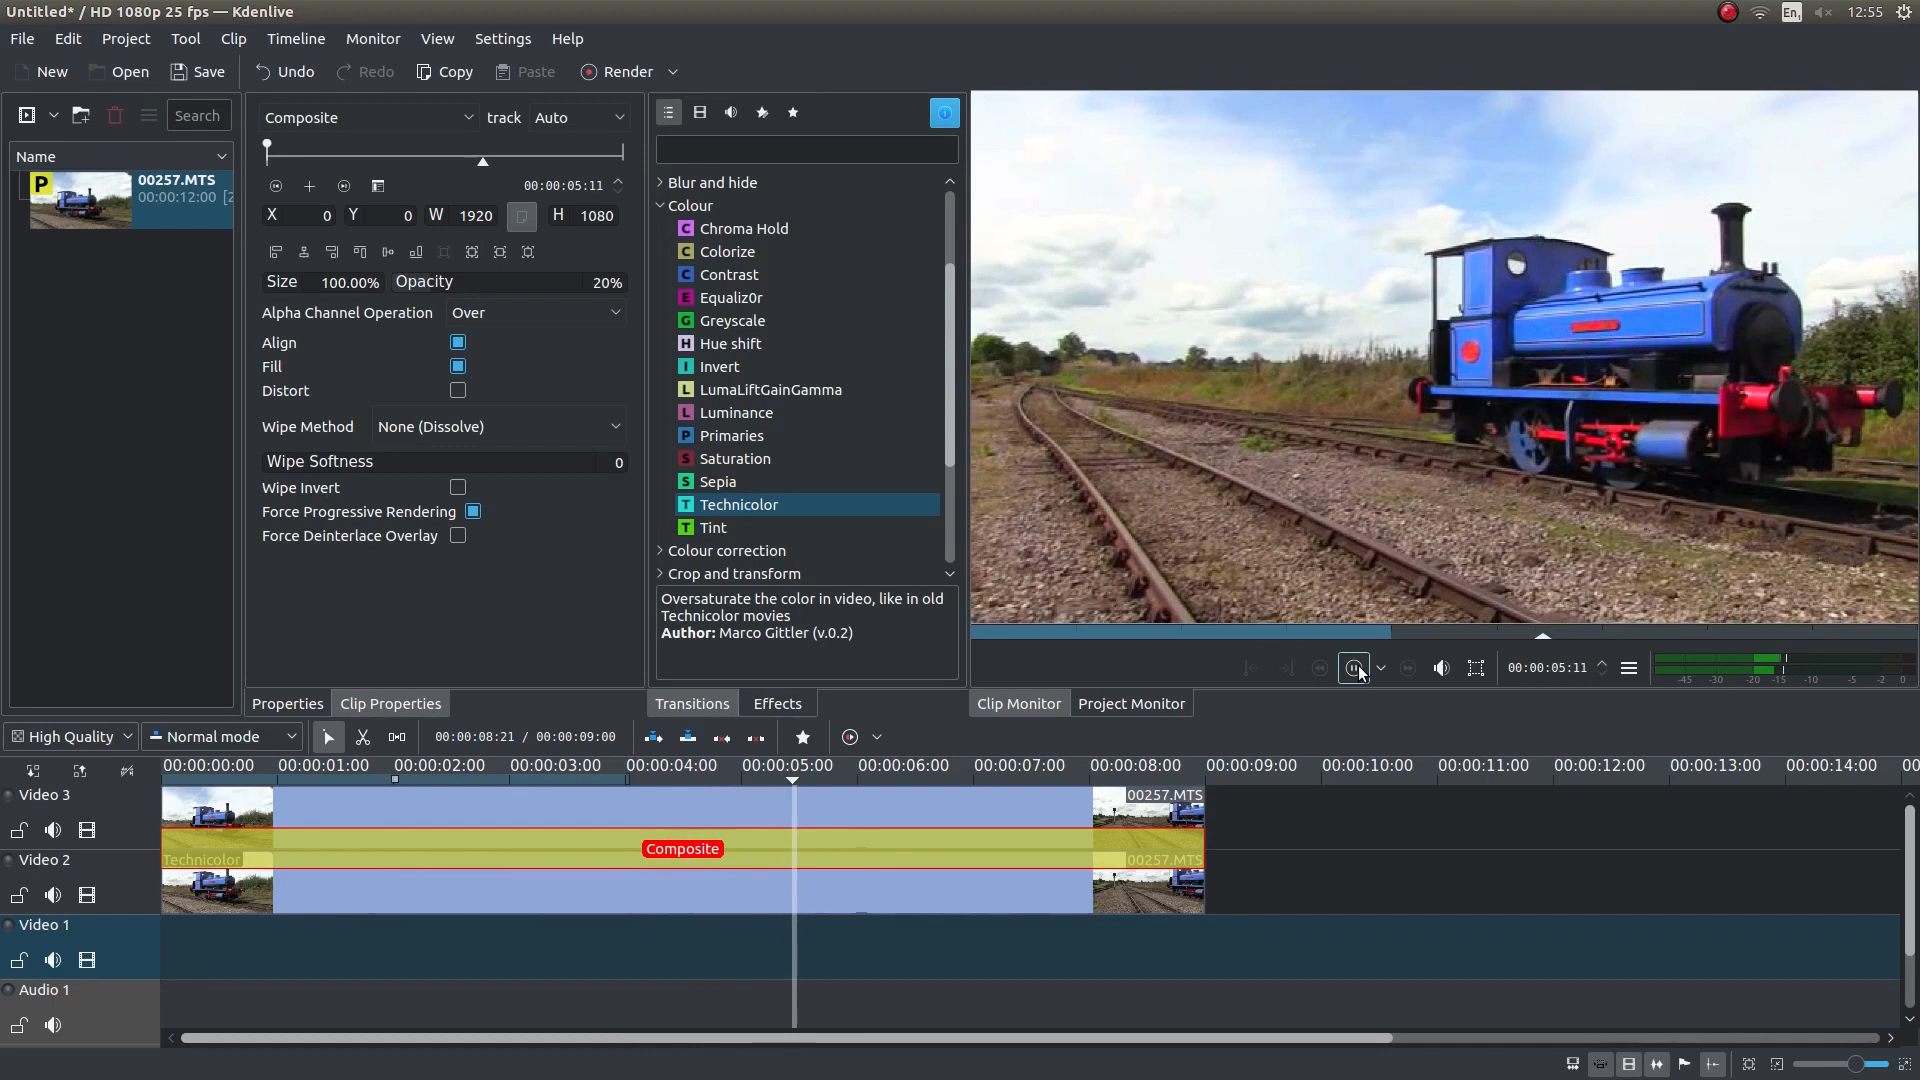 Untitled* / HD 1080p 25 fps — Kdenlive
En₁ 12:55
File Edit Project Tool Clip Timeline Monitor View Settings Help
New Open Save Undo Redo Copy Paste Render
Search
Name
P 00257.MTS
00:00:12:00 [2
Composite track Auto
00:00:05:11
X 0 Y 0 W 1920 H 1080
Size 100.00% Opacity 20%
Alpha Channel Operation Over
Align
Fill
Distort
Wipe Method None (Dissolve)
Wipe Softness 0
Wipe Invert
Force Progressive Rendering
Force Deinterlace Overlay
Properties Clip Properties
Blur and hide
Colour
C Chroma Hold
C Colorize
C Contrast
E Equaliz0r
G Greyscale
H Hue shift
I Invert
L LumaLiftGainGamma
L Luminance
P Primaries
S Saturation
S Sepia
T Technicolor
T Tint
Colour correction
Crop and transform
Oversaturate the color in video, like in old
Technicolor movies
Author: Marco Gittler (v.0.2)
Transitions Effects
00:00:05:11
-45 -30 -20 -15 -10 -5 -2 0
Clip Monitor Project Monitor
High Quality Normal mode 00:00:08:21 / 00:00:09:00
00:00:00:00 00:00:01:00 00:00:02:00 00:00:03:00 00:00:04:00 00:00:05:00 00:00:06:00 00:00:07:00 00:00:08:00 00:00:09:00 00:00:10:00 00:00:11:00 00:00:12:00 00:00:13:00 00:00:14:00 00
Video 3 00257.MTS
Composite
Video 2 Technicolor 00257.MTS
Video 1
Audio 1